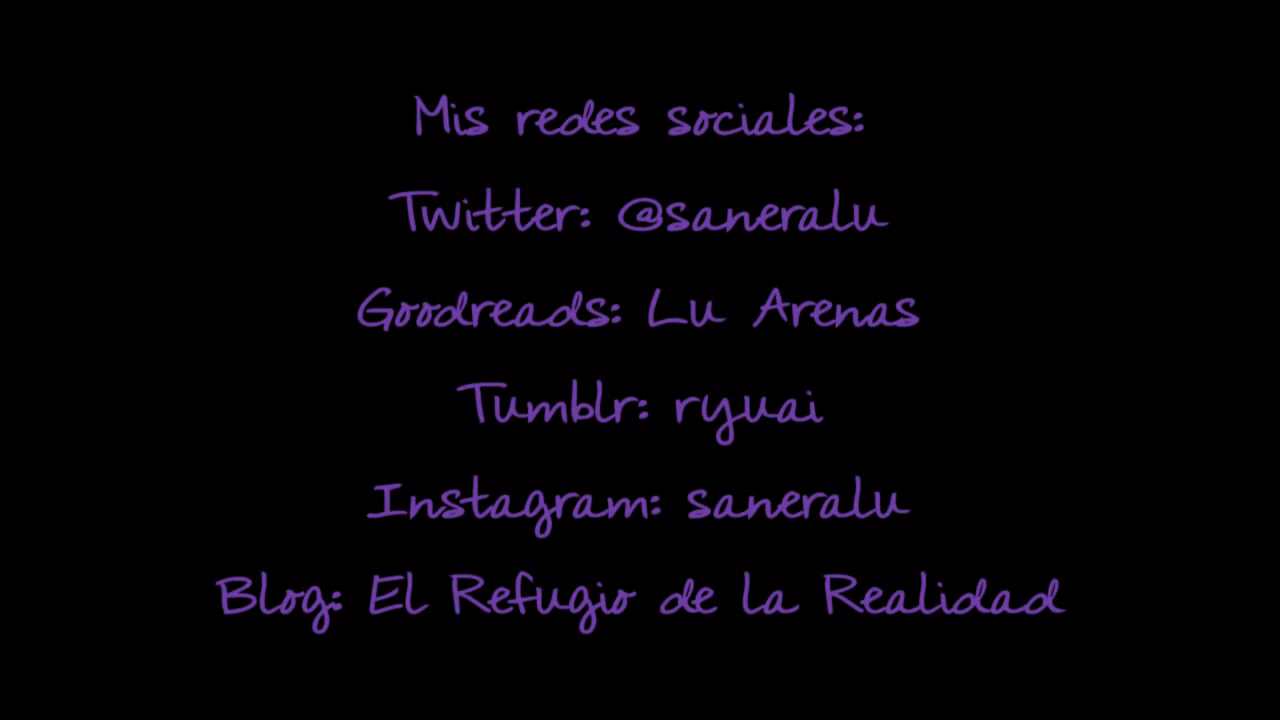 Mis redes sociales:
Twitter: @saneralu
Goodreads: Lu Arenas
Tumblr: ryuai
Instagram: saneralu
Blog: El Refugio de la Realidad